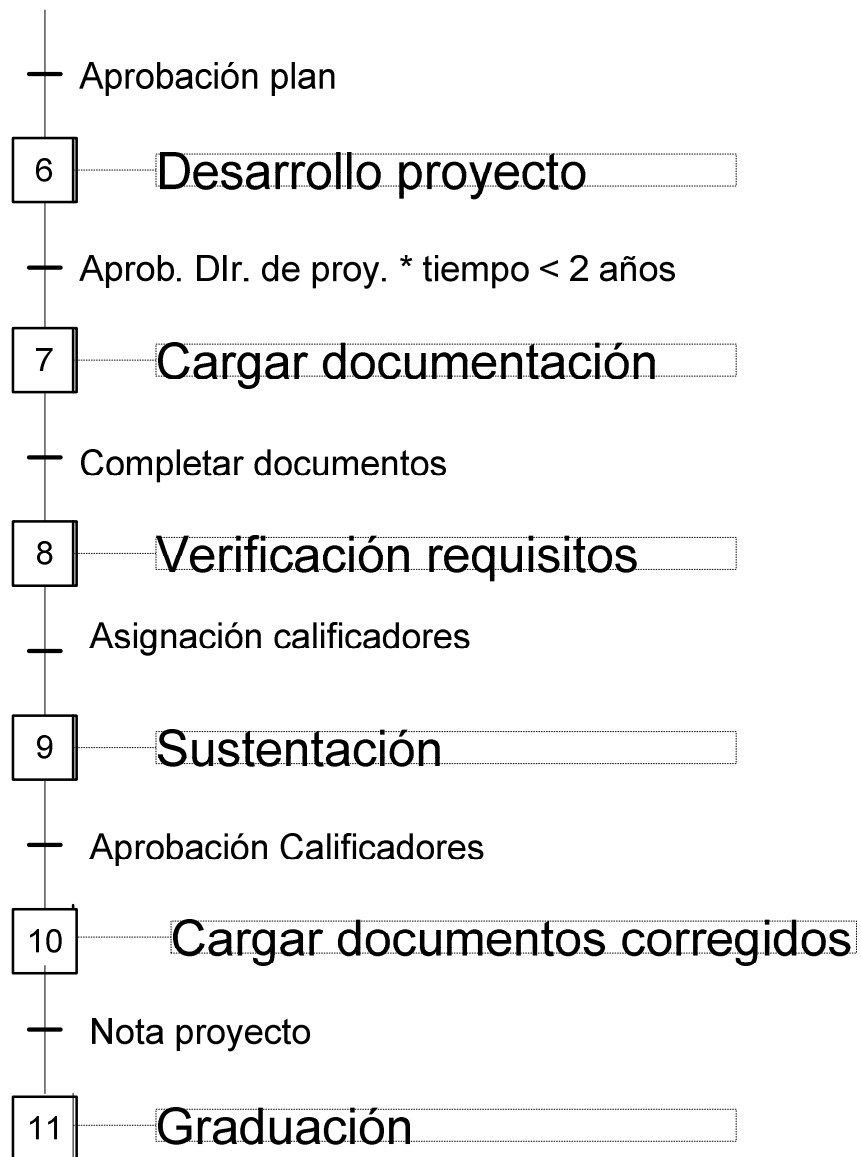 Aprobación plan
6 Desarrollo proyecto
Aprob. DIr. de proy. * tiempo < 2 años
7 Cargar documentación
Completar documentos
8 Verificación requisitos
Asignación calificadores
9 Sustentación
Aprobación Calificadores
10 Cargar documentos corregidos
Nota proyecto
11 Graduación